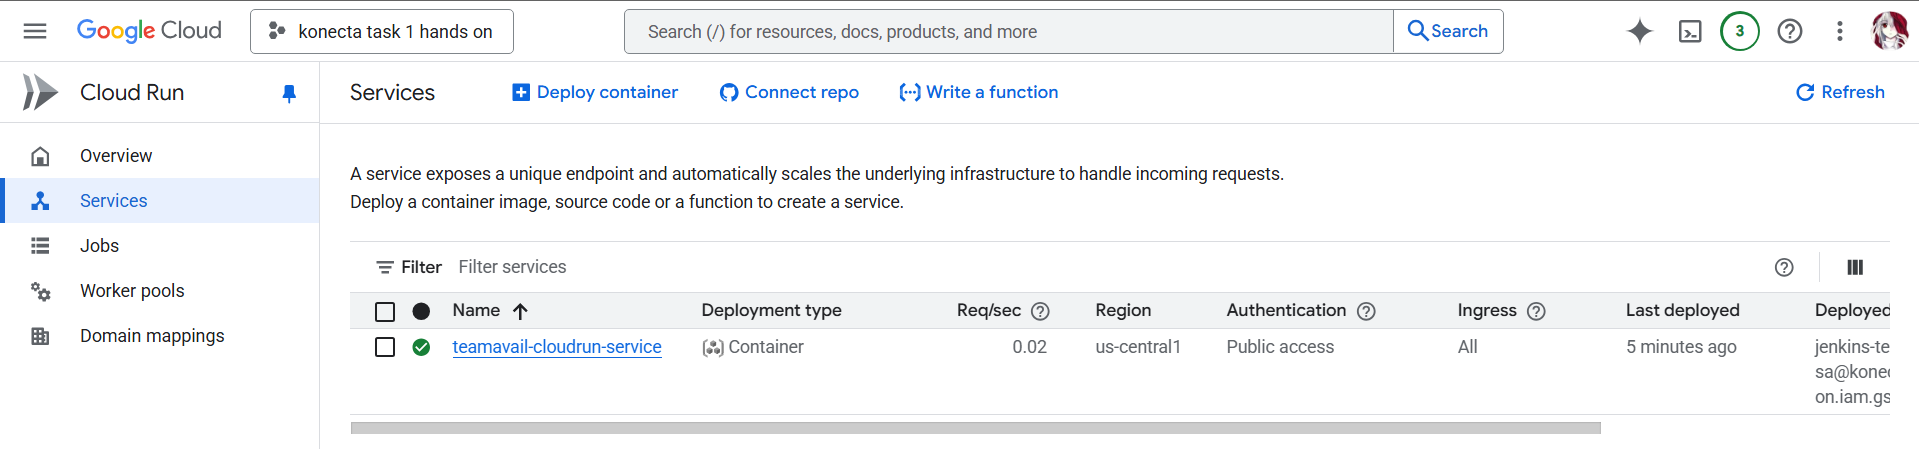 Google Cloud
konecta task 1 hands on
Search (/) for resources, docs, products, and more
Search
3
Cloud Run
Services
Deploy container
Connect repo
Write a function
Refresh
Overview
Services
Jobs
Worker pools
Domain mappings
A service exposes a unique endpoint and automatically scales the underlying infrastructure to handle incoming requests.
Deploy a container image, source code or a function to create a service.
Filter Filter services
Name Deployment type Req/sec Region Authentication Ingress Last deployed Deployed
teamavail-cloudrun-service Container 0.02 us-central1 Public access All 5 minutes ago jenkins-te
sa@konec
on.iam.gs